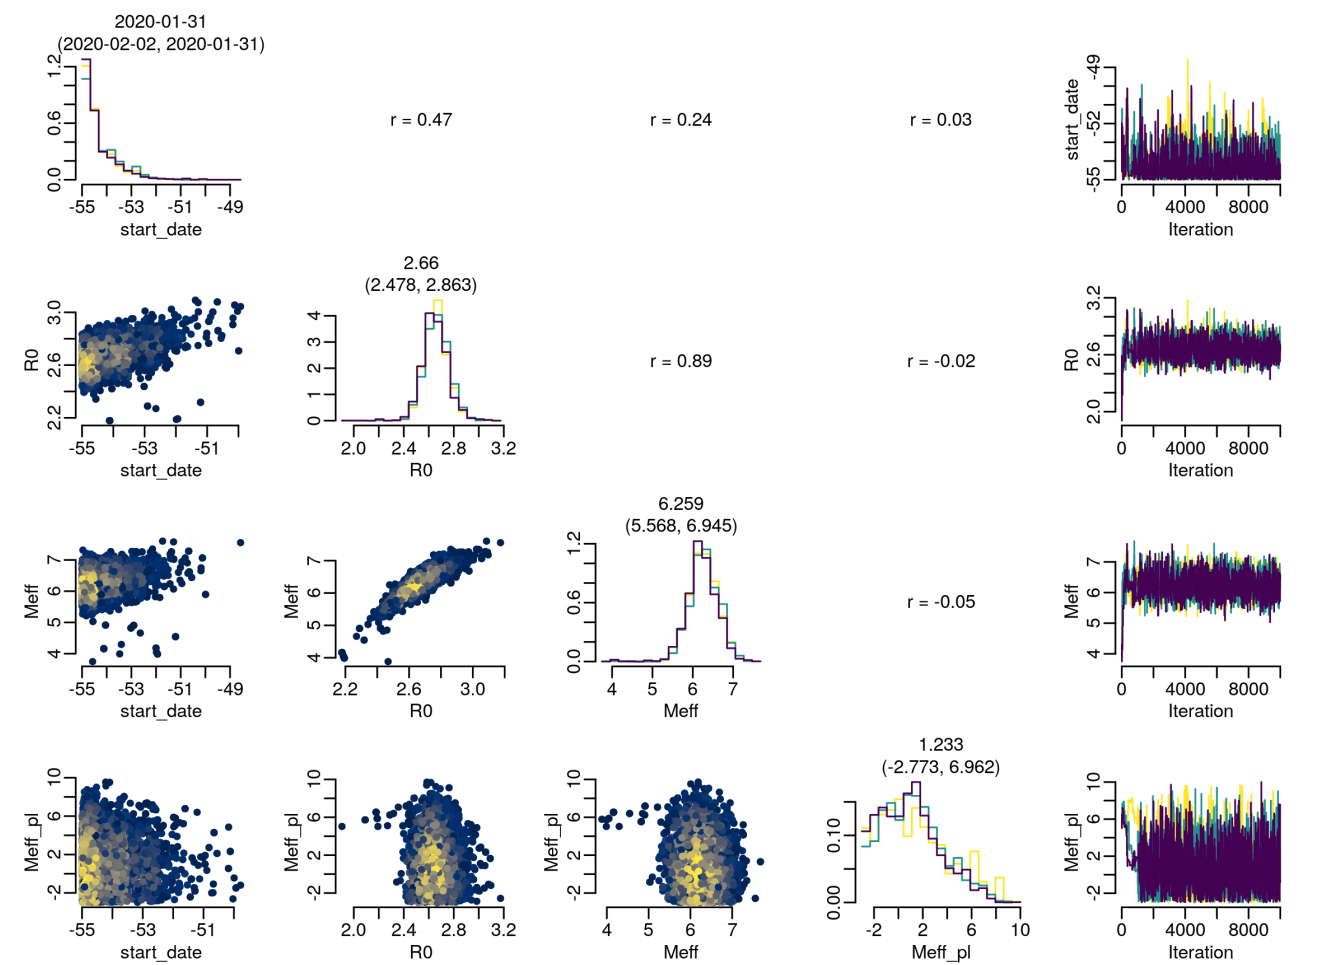 2020-01-31
(2020-02-02, 2020-01-31)
0.0 0.6 1.2
-55 -53 -51 -49
start_date
r = 0.47
r = 0.24
r = 0.03
start_date
-55 -52 -49
0 4000 8000
Iteration
R0
2.2 2.6 3.0
-55 -53 -51
start_date
2.66
(2.478, 2.863)
0 1 2 3 4
2.0 2.4 2.8 3.2
R0
r = 0.89
r = -0.02
R0
2.0 2.6 3.2
0 4000 8000
Iteration
Meff
4 5 6 7
-55 -53 -51 -49
start_date
Meff
4 5 6 7
2.2 2.6 3.0
R0
6.259
(5.568, 6.945)
0.0 0.6 1.2
4 5 6 7
Meff
r = -0.05
Meff
4 5 6 7
0 4000 8000
Iteration
Meff_pl
-2 2 6 10
-55 -53 -51
start_date
Meff_pl
-2 2 6 10
2.0 2.4 2.8 3.2
R0
Meff_pl
-2 2 6 10
4 5 6 7
Meff
1.233
(-2.773, 6.962)
0.00 0.10
-2 2 6 10
Meff_pl
Meff_pl
-2 2 6 10
0 4000 8000
Iteration